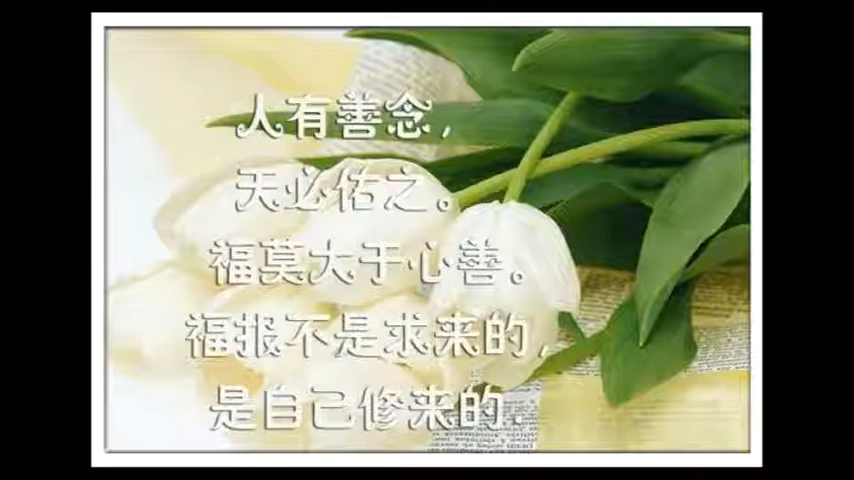 人有善念，
天必佑之。
福莫大于心善。
福报不是求来的，
是自己修来的，